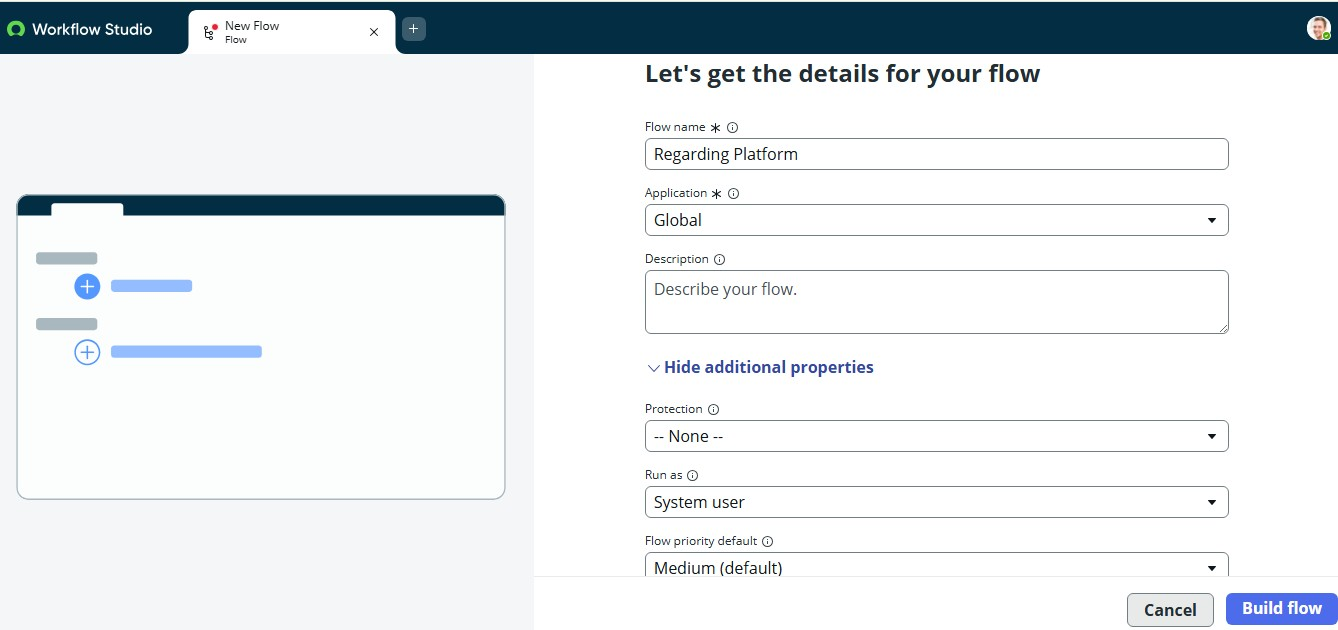 Workflow Studio
New Flow
Flow
Let's get the details for your flow
Flow name *
Regarding Platform
Application *
Global
Description
Describe your flow.
Hide additional properties
Protection
-- None --
Run as
System user
Flow priority default
Medium (default)
Cancel
Build flow